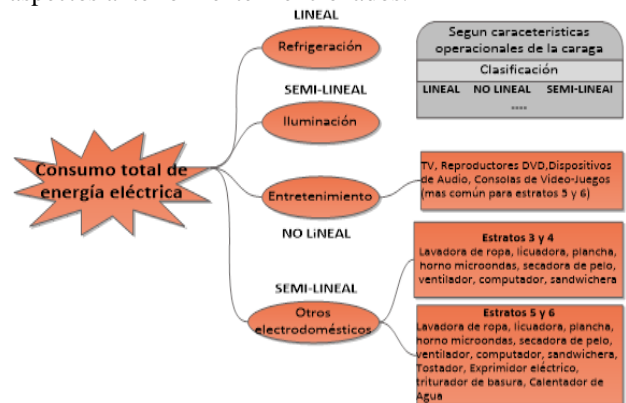 LINEAL
Refrigeración
SEMI-LINEAL
Iluminación
Consumo total de
energía eléctrica
Entretenimiento
NO LiNEAL
SEMI-LINEAL
Otros
electrodomésticos
Segun caraceteristicas
operacionales de la caraga
Clasificación
LINEAL NO LINEAL SEMI-LINEAI
----
TV, Reproductores DVD,Dispositivos
de Audio, Consolas de Video-Juegos
(mas común para estratos 5 y 6)
Estratos 3 y 4
Lavadora de ropa, licuadora, plancha,
horno microondas, secadora de pelo,
ventilador, computador, sandwichera
Estratos 5 y 6
Lavadora de ropa, licuadora, plancha,
horno microondas, secadora de pelo,
ventilador, computador, sandwichera,
Tostador, Exprimidor eléctrico,
triturador de basura, Calentador de
Agua